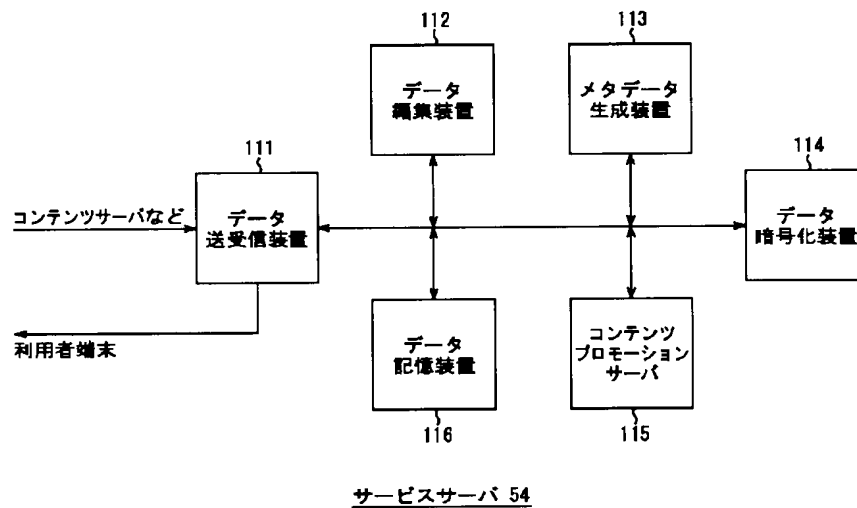 112
データ
編集装置
113
メタデータ
生成装置
111
データ
送受信装置
114
データ
暗号化装置
コンテンツサーバなど
利用者端末
データ
記憶装置
116
コンテンツ
プロモーション
サーバ
115
サービスサーバ 54